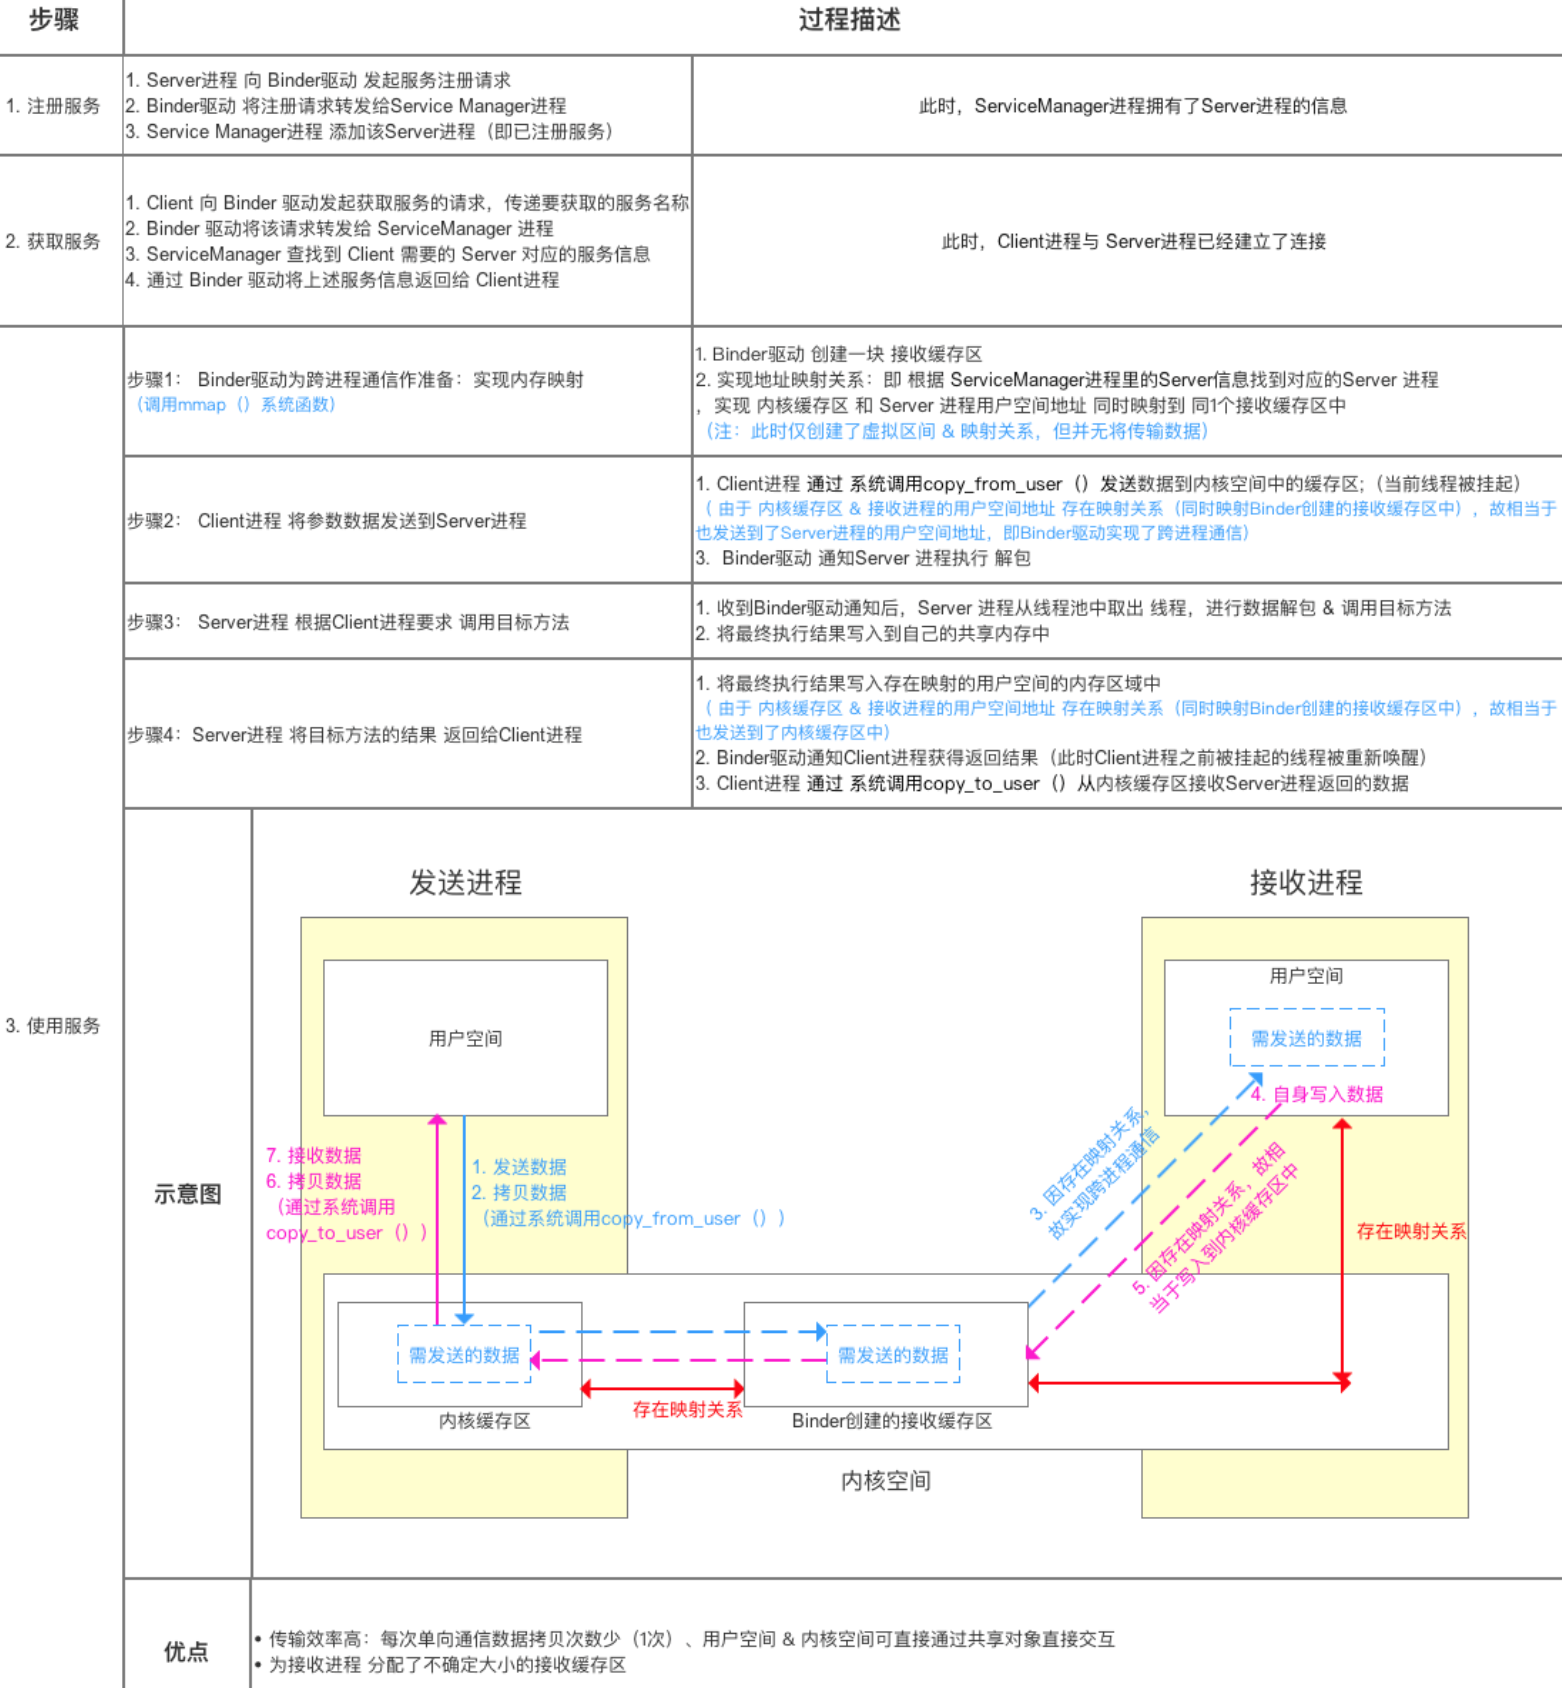 步骤
过程描述
1. 注册服务
1. Server进程 向 Binder驱动 发起服务注册请求
2. Binder驱动 将注册请求转发给Service Manager进程
3. Service Manager进程 添加该Server进程（即已注册服务）
此时，ServiceManager进程拥有了Server进程的信息
2. 获取服务
1. Client 向 Binder 驱动发起获取服务的请求，传递要获取的服务名称
2. Binder 驱动将该请求转发给 ServiceManager 进程
3. ServiceManager 查找到 Client 需要的 Server 对应的服务信息
4. 通过 Binder 驱动将上述服务信息返回给 Client进程
此时，Client进程与 Server进程已经建立了连接
3. 使用服务
步骤1： Binder驱动为跨进程通信作准备：实现内存映射
（调用mmap（）系统函数）
1. Binder驱动 创建一块 接收缓存区
2. 实现地址映射关系：即 根据 ServiceManager进程里的Server信息找到对应的Server 进程
，实现 内核缓存区 和 Server 进程用户空间地址 同时映射到 同1个接收缓存区中
（注：此时仅创建了虚拟区间 & 映射关系，但并无将传输数据）
步骤2： Client进程 将参数数据发送到Server进程
1. Client进程 通过 系统调用copy_from_user（）发送数据到内核空间中的缓存区;（当前线程被挂起）
（ 由于 内核缓存区 & 接收进程的用户空间地址 存在映射关系（同时映射Binder创建的接收缓存区中），故相当于
也发送到了Server进程的用户空间地址，即Binder驱动实现了跨进程通信）
3. Binder驱动 通知Server 进程执行 解包
步骤3： Server进程 根据Client进程要求 调用目标方法
1. 收到Binder驱动通知后，Server 进程从线程池中取出 线程，进行数据解包 & 调用目标方法
2. 将最终执行结果写入到自己的共享内存中
步骤4：Server进程 将目标方法的结果 返回给Client进程
1. 将最终执行结果写入存在映射的用户空间的内存区域中
（ 由于 内核缓存区 & 接收进程的用户空间地址 存在映射关系（同时映射Binder创建的接收缓存区中），故相当于
也发送到了内核缓存区中）
2. Binder驱动通知Client进程获得返回结果（此时Client进程之前被挂起的线程被重新唤醒）
3. Client进程 通过 系统调用copy_to_user（）从内核缓存区接收Server进程返回的数据
示意图
发送进程
接收进程
用户空间
用户空间
需发送的数据
4. 自身写入数据
7. 接收数据
6. 拷贝数据
（通过系统调用
copy_to_user（））
1. 发送数据
2. 拷贝数据
（通过系统调用copy_from_user（））
3. 因存在映射关系，
故实现跨进程通信
5. 因存在映射关系，故相
当于写入到内核缓存区中
存在映射关系
需发送的数据
需发送的数据
存在映射关系
内核缓存区
Binder创建的接收缓存区
内核空间
优点
• 传输效率高：每次单向通信数据拷贝次数少（1次）、用户空间 & 内核空间可直接通过共享对象直接交互
• 为接收进程 分配了不确定大小的接收缓存区